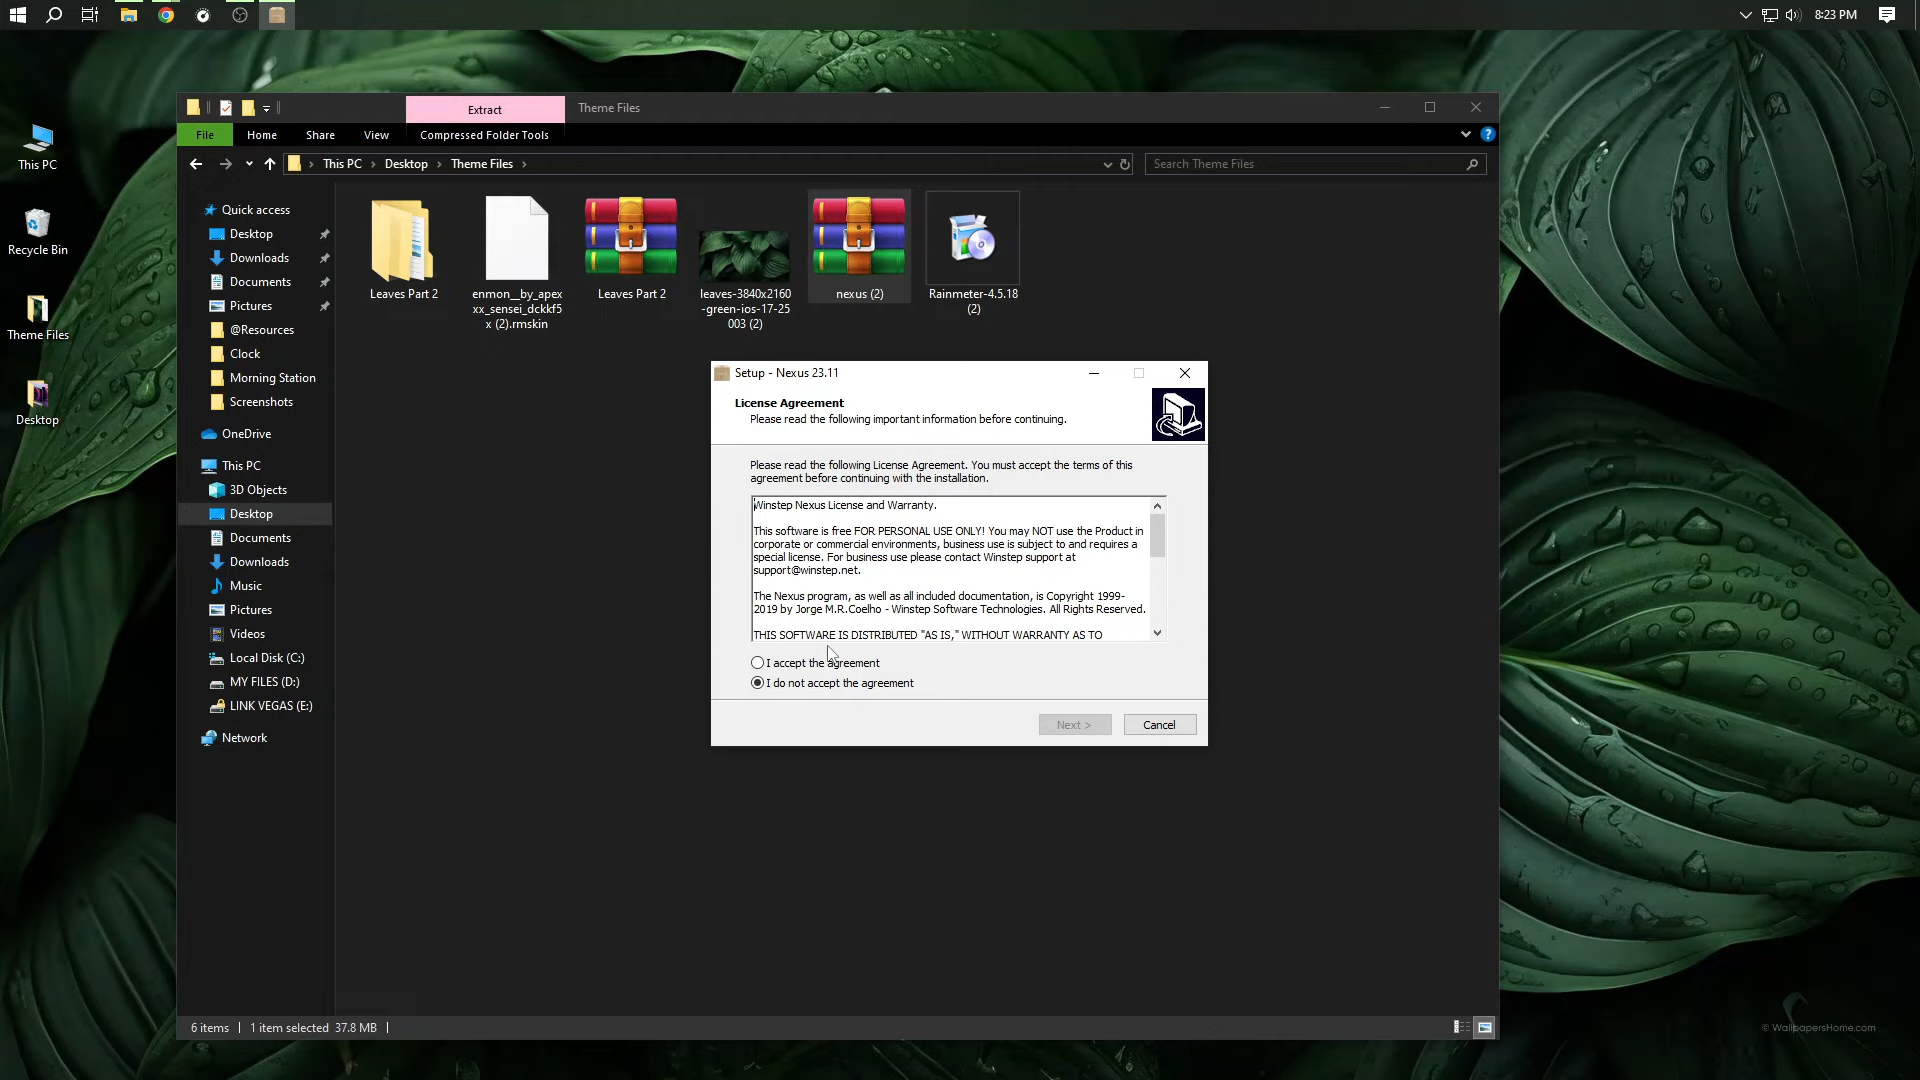 8:23 PM
This PC
Recycle Bin
Theme Files
Desktop
Extract
Theme Files
File
Home
Share
View
Compressed Folder Tools
This PC
Desktop
Theme Files
Search Theme Files
Quick access
Desktop
Downloads
Documents
Pictures
@Resources
Clock
Morning Station
Screenshots
OneDrive
This PC
3D Objects
Desktop
Documents
Downloads
Music
Pictures
Videos
Local Disk (C:)
MY FILES (D:)
LINK VEGAS (E:)
Network
Leaves Part 2
enmon__by_apex
xx_sensei_dckkf5
x (2).rmskin
Leaves Part 2
leaves-3840x2160
-green-ios-17-25
003 (2)
nexus (2)
Rainmeter-4.5.18
(2)
Setup - Nexus 23.11
License Agreement
Please read the following important information before continuing.
Please read the following License Agreement. You must accept the terms of this
agreement before continuing with the installation.
Winstep Nexus License and Warranty.
This software is free FOR PERSONAL USE ONLY! You may NOT use the Product in
corporate or commercial environments, business use is subject to and requires a
special license. For business use please contact Winstep support at
support@winstep.net.
The Nexus program, as well as all included documentation, is Copyright 1999-
2019 by Jorge M.R.Coelho - Winstep Software Technologies. All Rights Reserved.
THIS SOFTWARE IS DISTRIBUTED "AS IS," WITHOUT WARRANTY AS TO
I accept the agreement
I do not accept the agreement
Next >
Cancel
6 items
1 item selected 37.8 MB
© WallpapersHome.com